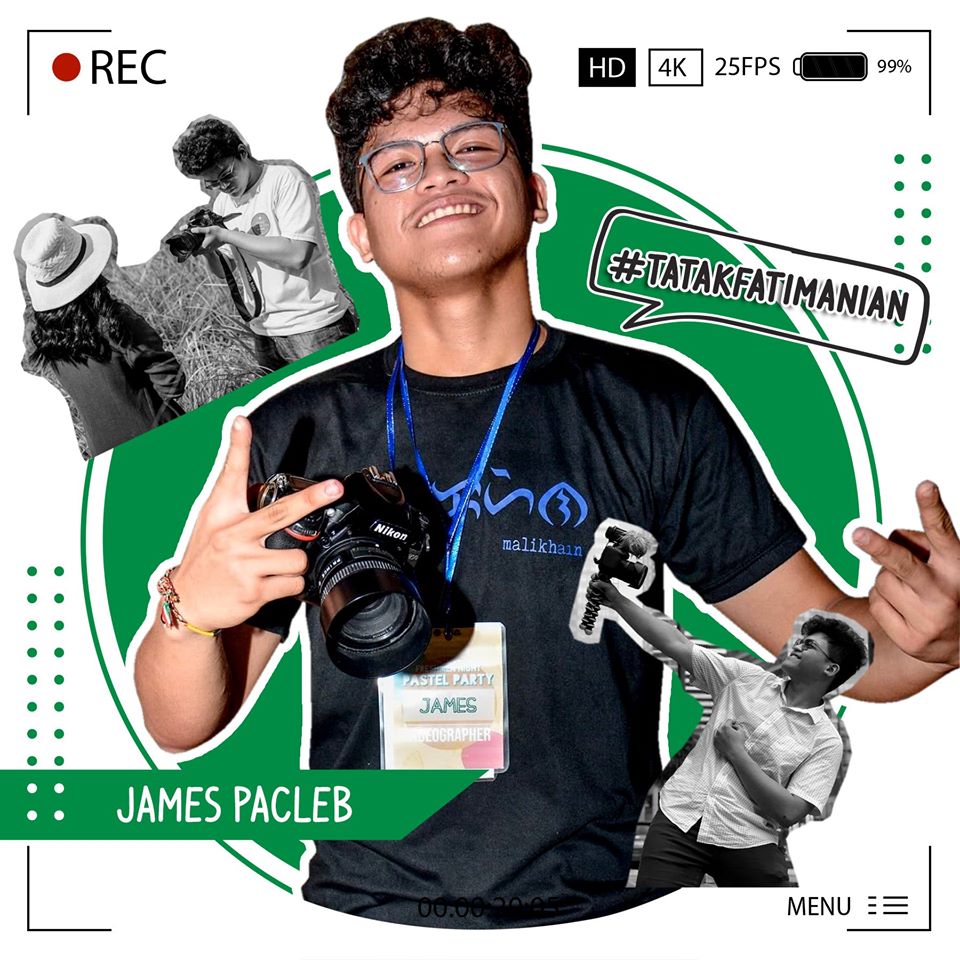 REC
HD
4K
25FPS
99%
#TATAKFATIMANIAN
Nikon
malikhain
PASTEL PARTY
JAMES
JAMES PACLEB
MENU